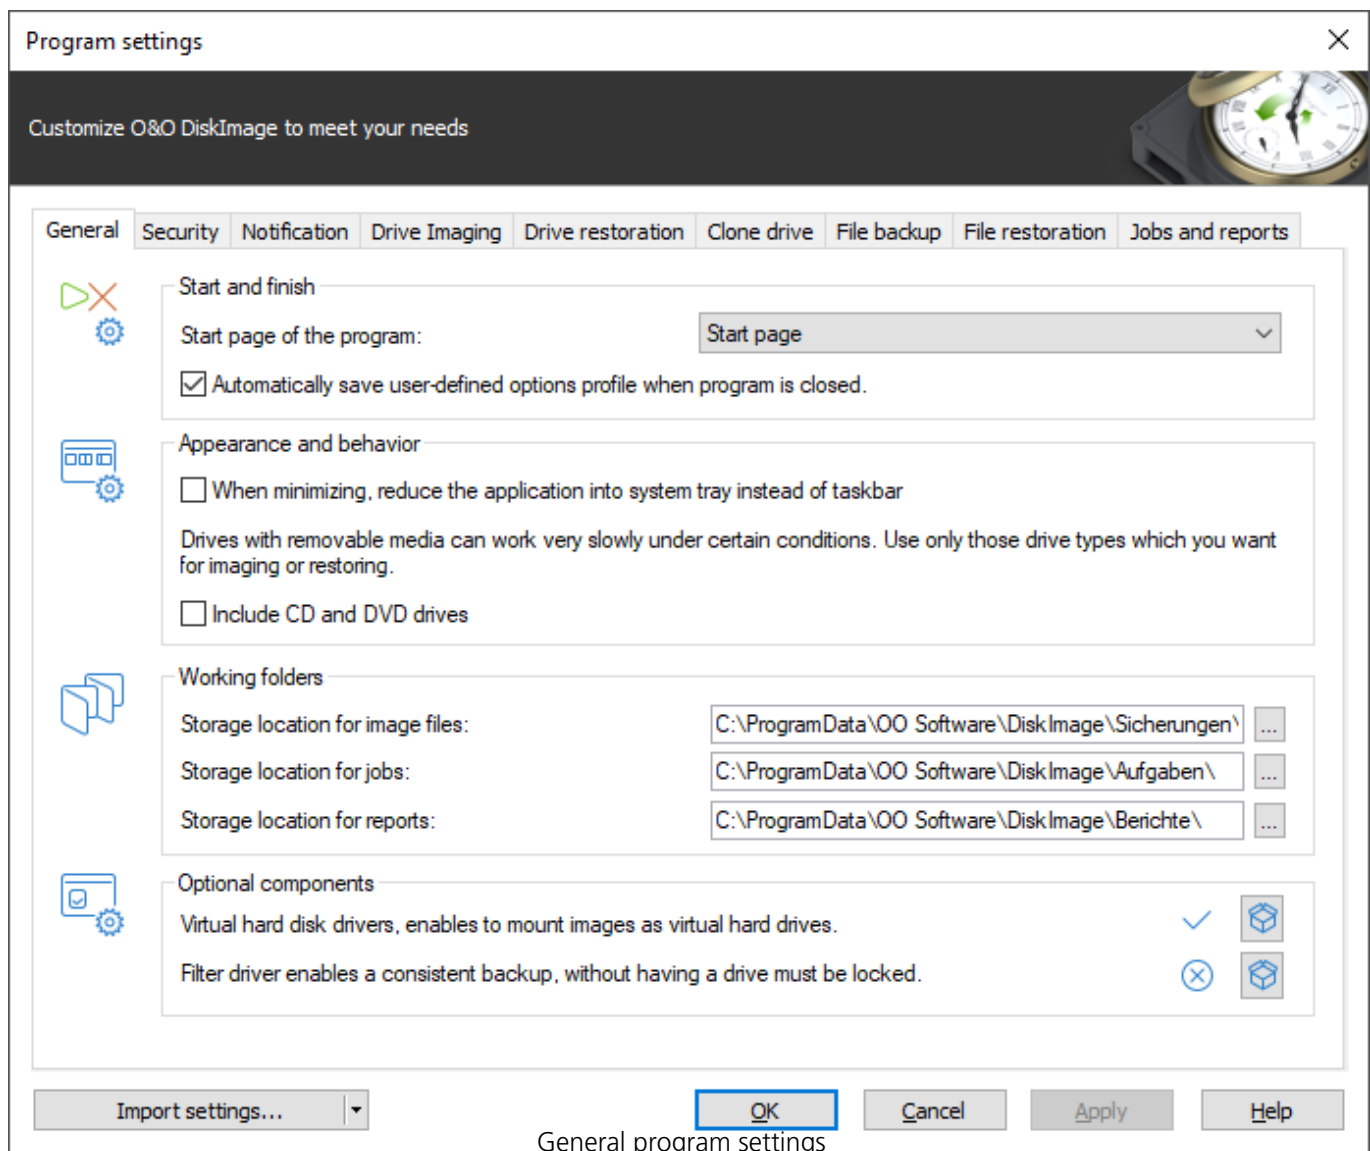 Program settings
Customize O&O DiskImage to meet your needs
General Security Notification Drive Imaging Drive restoration Clone drive File backup File restoration Jobs and reports
Start and finish
Start page of the program: Start page
Automatically save user-defined options profile when program is closed.
Appearance and behavior
When minimizing, reduce the application into system tray instead of taskbar
Drives with removable media can work very slowly under certain conditions. Use only those drive types which you want
for imaging or restoring.
Include CD and DVD drives
Working folders
Storage location for image files: C:\ProgramData\OO Software\DiskImage\Sicherungen\ ...
Storage location for jobs: C:\ProgramData\OO Software\DiskImage\Aufgaben\ ...
Storage location for reports: C:\ProgramData\OO Software\DiskImage\Berichte\ ...
Optional components
Virtual hard disk drivers, enables to mount images as virtual hard drives.
Filter driver enables a consistent backup, without having a drive must be locked.
Import settings... OK Cancel Apply Help
General program settings